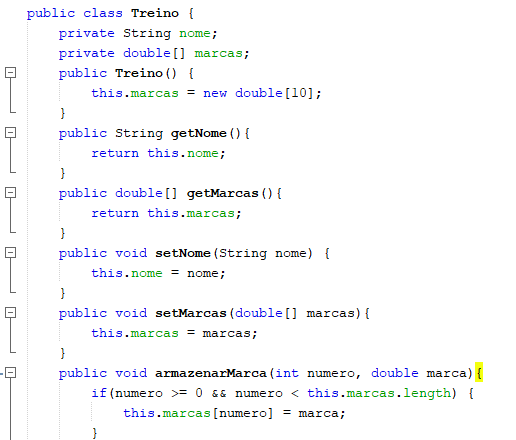 public class Treino {
private String nome;
private double[] marcas;
public Treino() {
this.marcas = new double[10];
}
public String getNome(){
return this.nome;
}
public double[] getMarcas(){
return this.marcas;
}
public void setNome(String nome) {
this.nome = nome;
}
public void setMarcas(double[] marcas){
this.marcas = marcas;
}
public void armazenarMarca(int numero, double marca){
if(numero >= 0 && numero < this.marcas.length) {
this.marcas[numero] = marca;
}